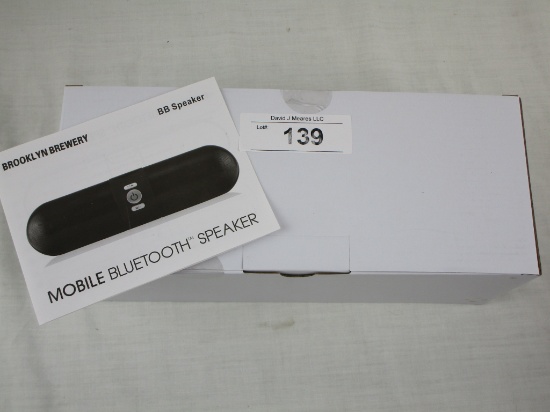 BROOKLYN BREWERY
BB Speaker
MOBILE BLUETOOTH™ SPEAKER
David J Meares LLC
Lot#:
139